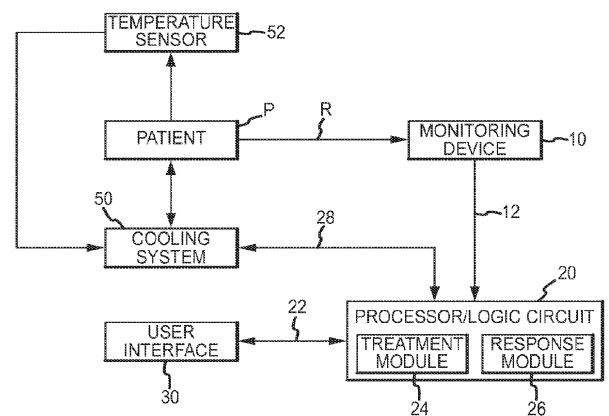 TEMPERATURE
SENSOR
52
P
R
PATIENT
MONITORING
DEVICE
10
50
28
12
COOLING
SYSTEM
20
22
PROCESSOR/LOGIC CIRCUIT
USER
INTERFACE
TREATMENT
MODULE
RESPONSE
MODULE
30
24
26